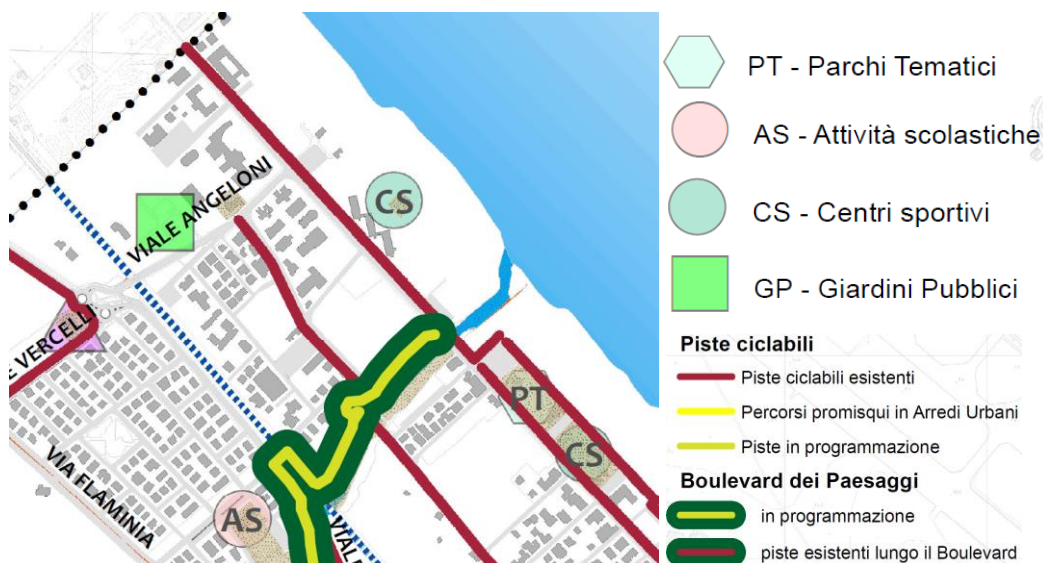 CS
VIALE ANGELONI
E VERCELLI
PT
CS
VIA FLAMINIA
AS
VIALE
PT - Parchi Tematici
AS - Attività scolastiche
CS - Centri sportivi
GP - Giardini Pubblici
Piste ciclabili
Piste ciclabili esistenti
Percorsi promisqui in Arredi Urbani
Piste in programmazione
Boulevard dei Paesaggi
in programmazione
piste esistenti lungo il Boulevard